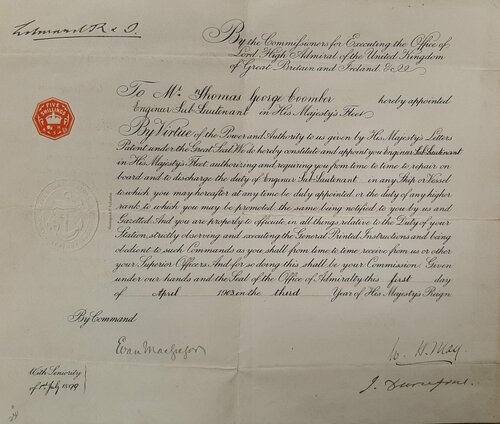 Edward R & I.
By the Commissioners for Executing the Office of
Lord High Admiral of the United Kingdom
of Great Britain and Ireland &c
FIVE
SHILLINGS
To Mr. Thomas George Coomber hereby appointed
Engineer Sub-Lieutenant in His Majesty's Fleet
By Virtue of the Power and Authority to us given by His Majesty's Letters
Patent under the Great Seal We do hereby constitute and appoint you Engineer Sub-Lieutenant
in His Majesty's Fleet authorizing and requiring you from time to time, to repair on
board and to discharge the duty of Engineer Sub-Lieutenant in any Ship or Vessel
to which you may hereafter at any time be duly appointed, or the duty of any higher
rank to which you may be promoted, the same being notified to you by us and
Gazetted. And you are properly to officiate in all things relative to the Duty of your
Station, strictly observing and executing the General Printed Instructions and being
obedient to such Commands as you shall from time to time, receive from us or other
your Superior Officers. And for so doing this shall be your Commission. Given
under our hands and the Seal of the Office of Admiralty this first day
of April 1903, in the third Year of His Majesty's Reign
By Command
Evan MacGregor
W. H. May
With Seniority
of 1st July 1899
J. Durnford